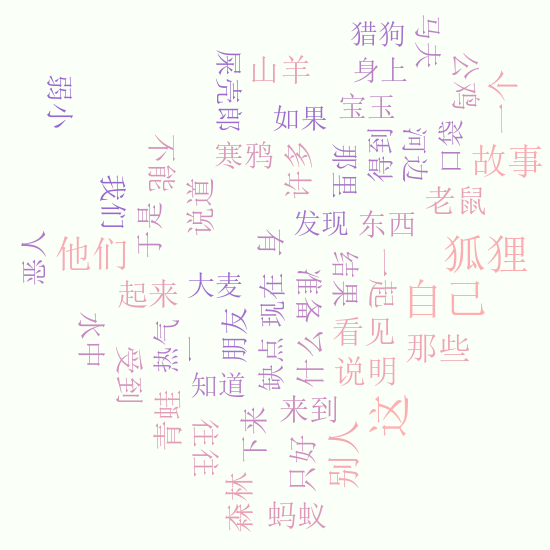 猎狗
马夫
弱小
屎壳郎
山羊
身上
公鸡
一个
宝玉
如果
不能
寒鸦
许多
那里
得到
河边
袋口
故事
我们
于是
说道
老鼠
恶人
他们
有
发现
东西
狐狸
起来
大麦
现在
准备
结果
一起
自己
水中
受到
热气
一
朋友
缺点
什么
看见
那些
知道
说明
青蛙
往往
下来
来到
只好
别人
这
森林
蚂蚁